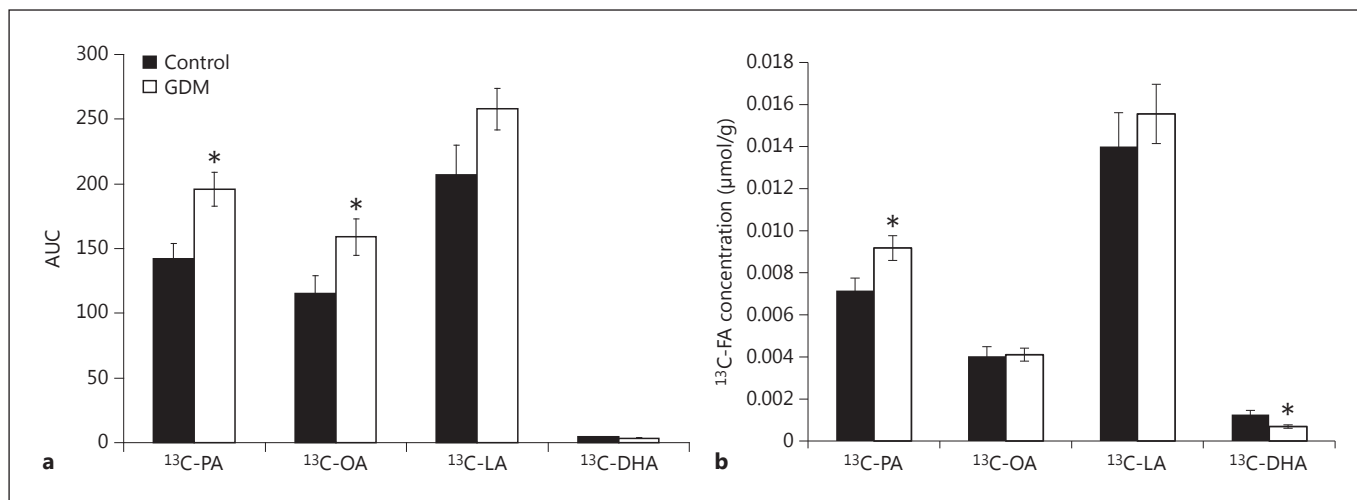 300
250
200
150
100
50
0
AUC
Control
GDM
*
*
¹³C-PA
¹³C-OA
¹³C-LA
¹³C-DHA
a
0.018
0.016
0.014
0.012
0.010
0.008
0.006
0.004
0.002
0
¹³C-FA concentration (μmol/g)
*
*
¹³C-PA
¹³C-OA
¹³C-LA
¹³C-DHA
b